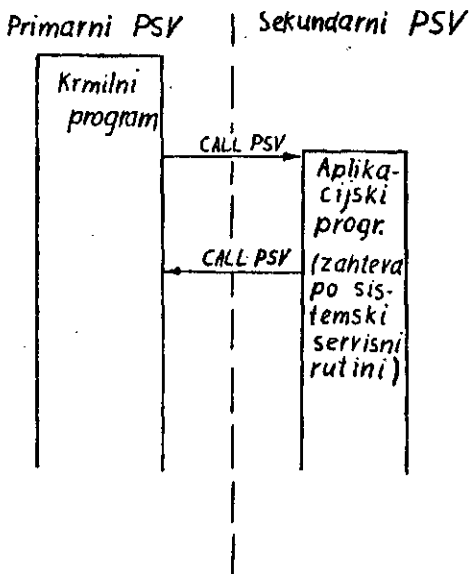 Primarni PSV
Sekundarni PSV
Krmilni
program
CALL PSV
Aplika-
cijski
progr.
CALL PSV
(zahteva
po sis-
temski
servisni
rutini)